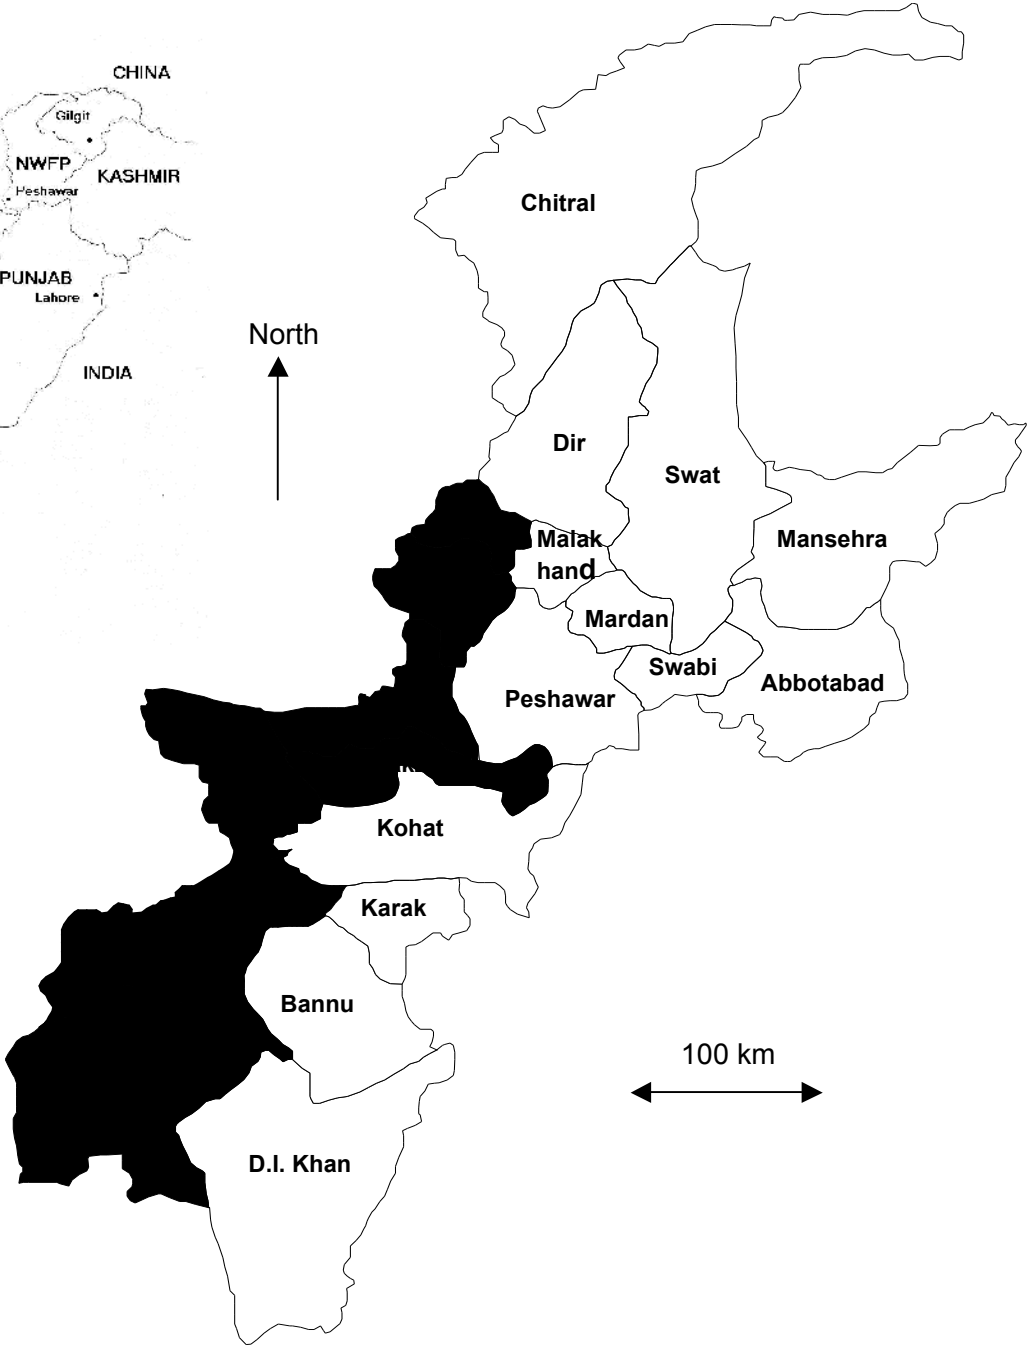 CHINA
Gilgit
NWFP
KASHMIR
Peshawar
PUNJAB
Lahore
INDIA
North
Chitral
Dir
Swat
Malak
hand
Mansehra
Mardan
Swabi
Abbotabad
Peshawar
Kohat
Karak
Bannu
100 km
D.I. Khan